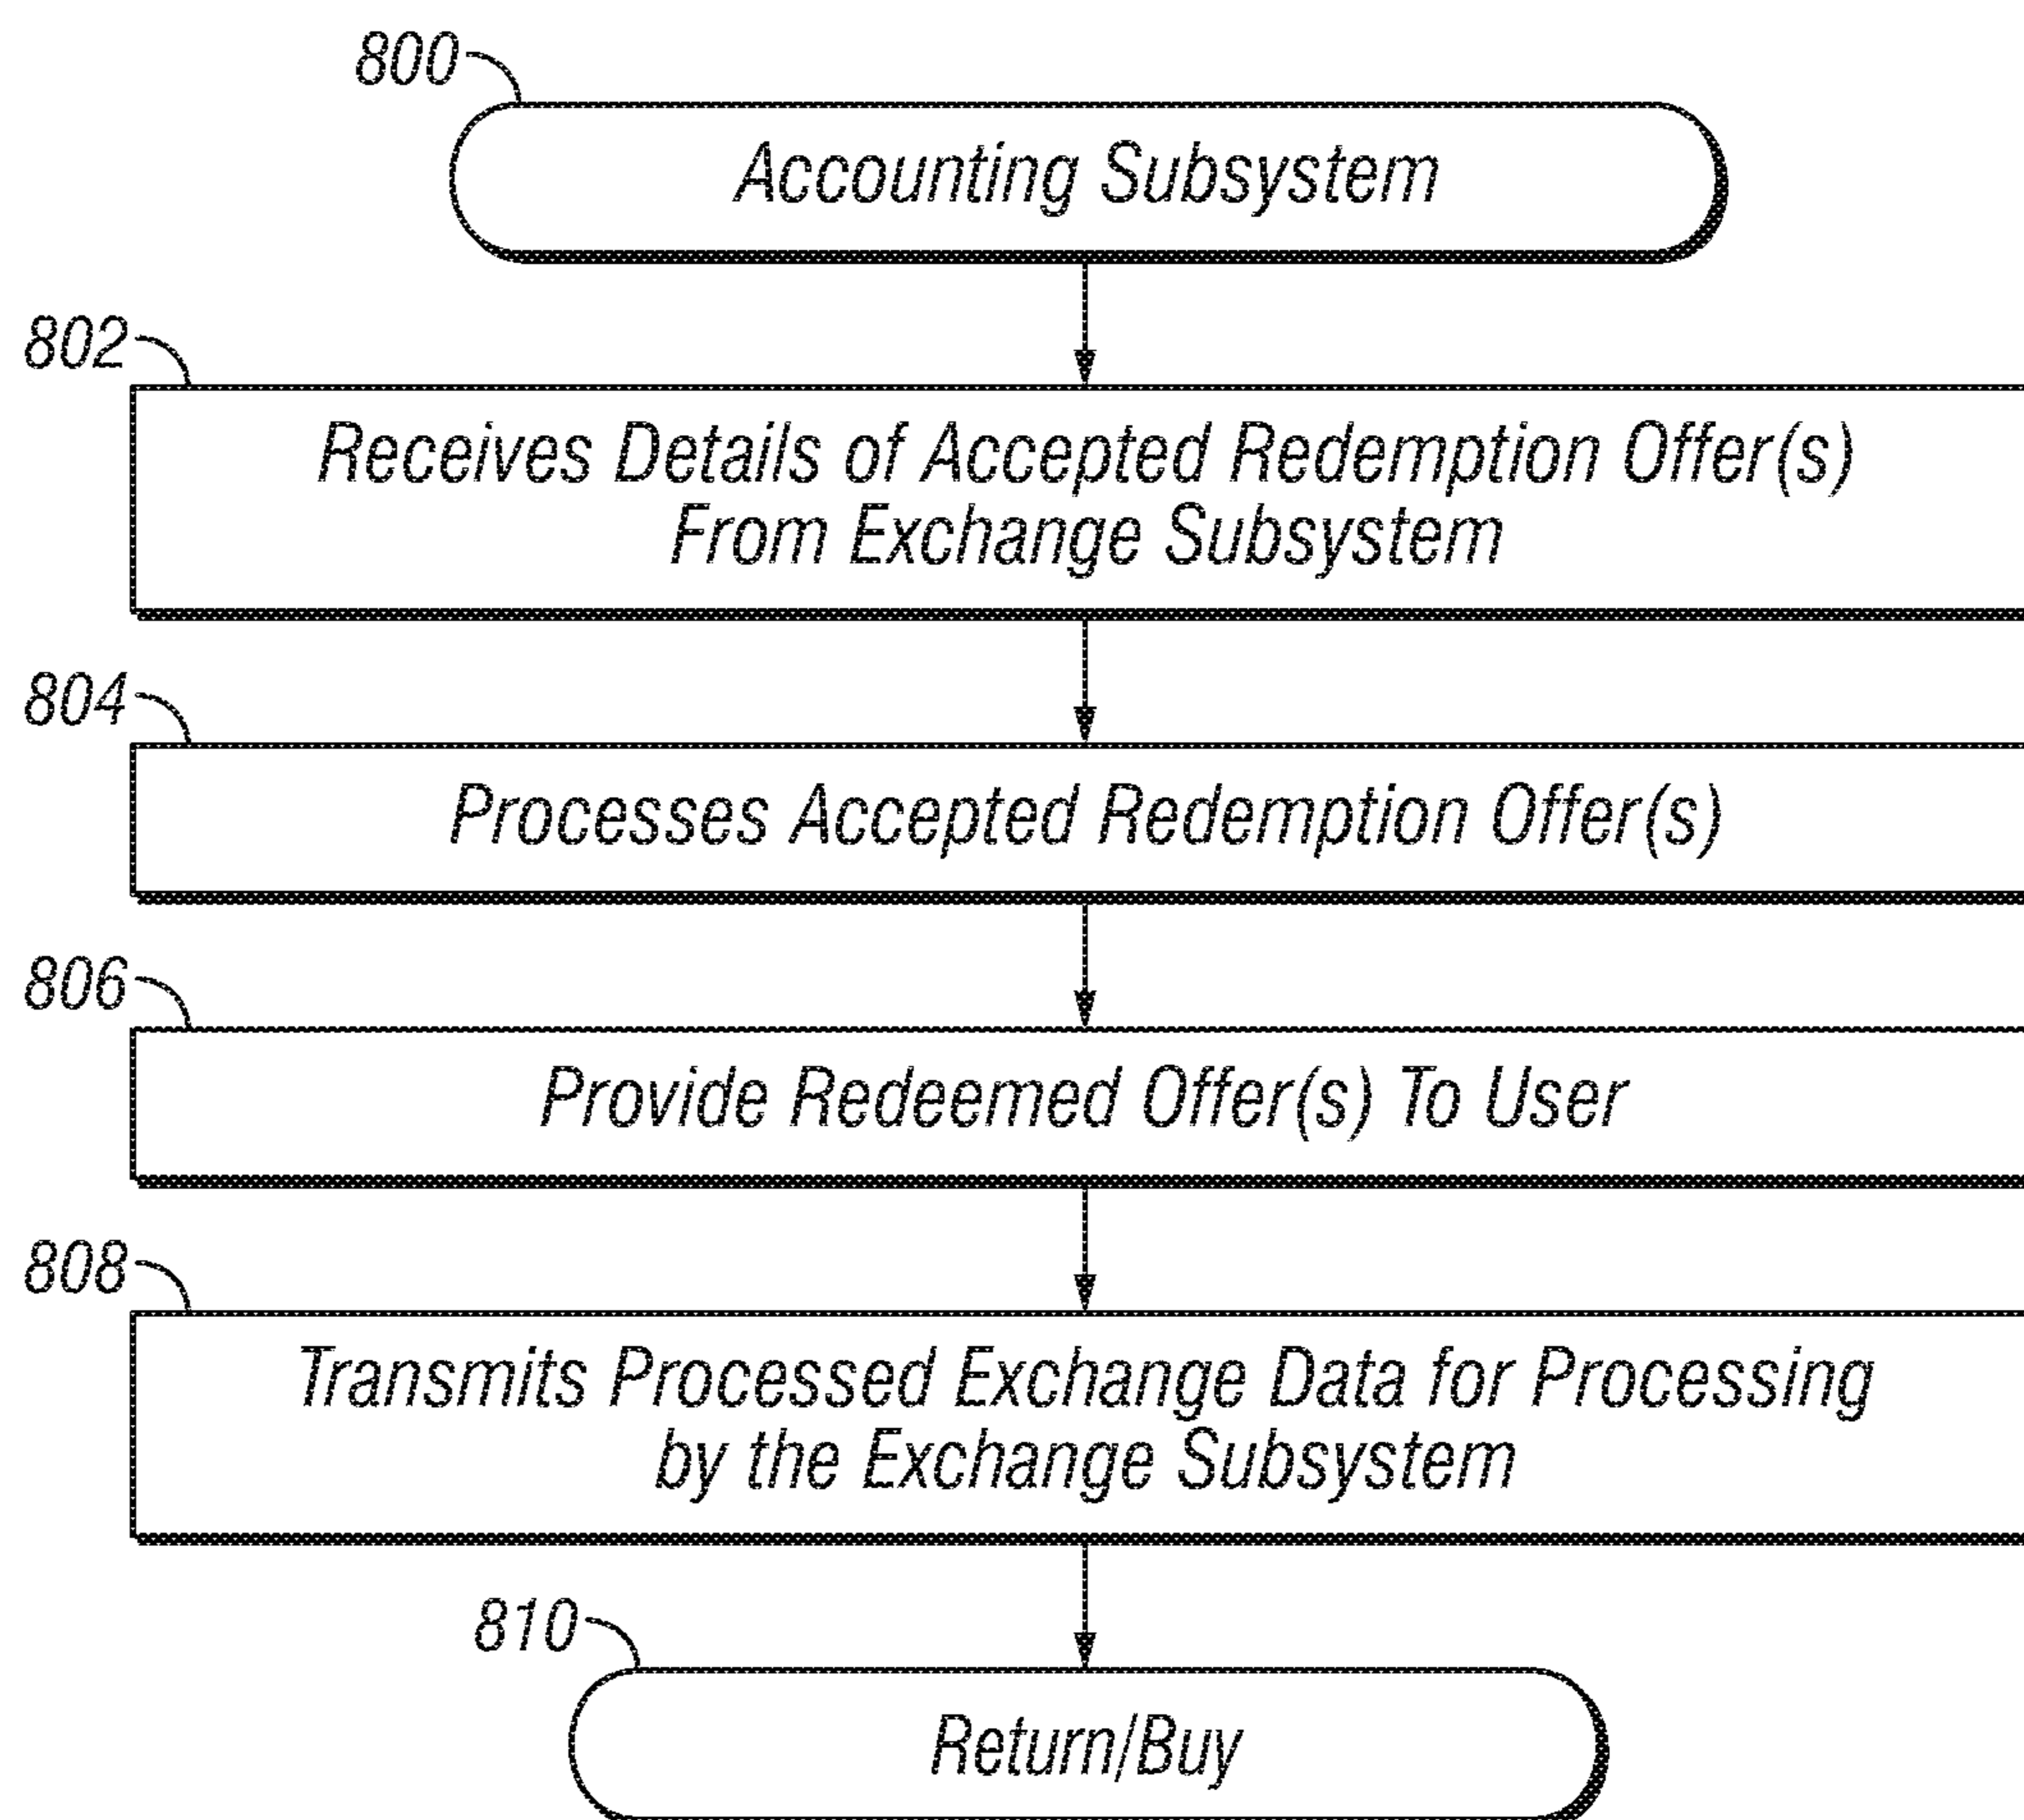 800
Accounting Subsystem
802
Receives Details of Accepted Redemption Offer(s)
From Exchange Subsystem
804
Processes Accepted Redemption Offer(s)
806
Provide Redeemed Offer(s) To User
808
Transmits Processed Exchange Data for Processing
by the Exchange Subsystem
810
Return/Buy